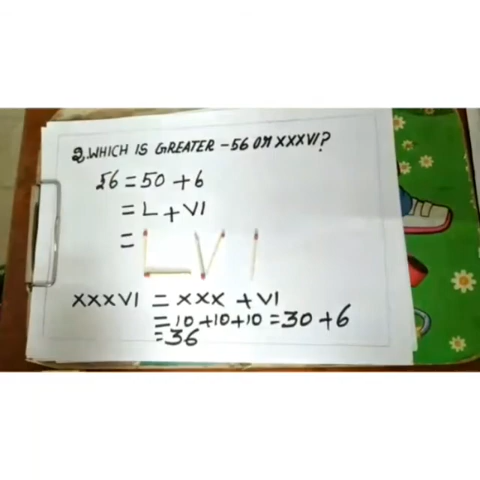 2. WHICH IS GREATER - 56 OR XXXVI?
56 = 50 + 6
= L + VI
= LVI
XXXVI = XXX + VI
= 10 + 10 + 10 = 30 + 6
= 36